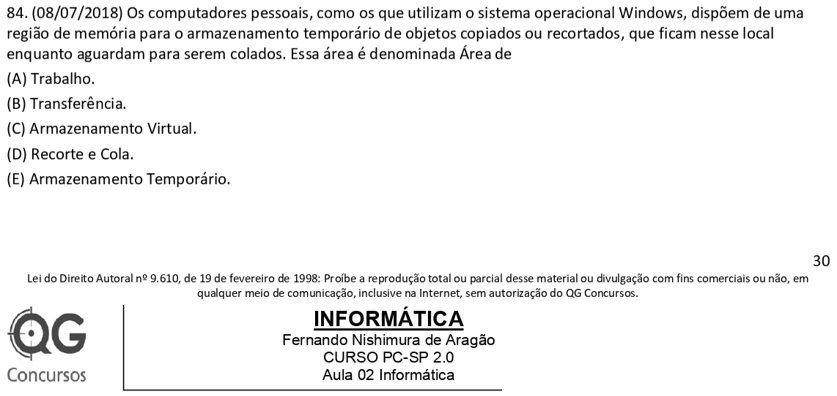 84. (08/07/2018) Os computadores pessoais, como os que utilizam o sistema operacional Windows, dispõem de uma
região de memória para o armazenamento temporário de objetos copiados ou recortados, que ficam nesse local
enquanto aguardam para serem colados. Essa área é denominada Área de
(A) Trabalho.
(B) Transferência.
(C) Armazenamento Virtual.
(D) Recorte e Cola.
(E) Armazenamento Temporário.
30
Lei do Direito Autoral nº 9.610, de 19 de fevereiro de 1998: Proíbe a reprodução total ou parcial desse material ou divulgação com fins comerciais ou não, em
qualquer meio de comunicação, inclusive na Internet, sem autorização do QG Concursos.
QG
Concursos
INFORMÁTICA
Fernando Nishimura de Aragão
CURSO PC-SP 2.0
Aula 02 Informática